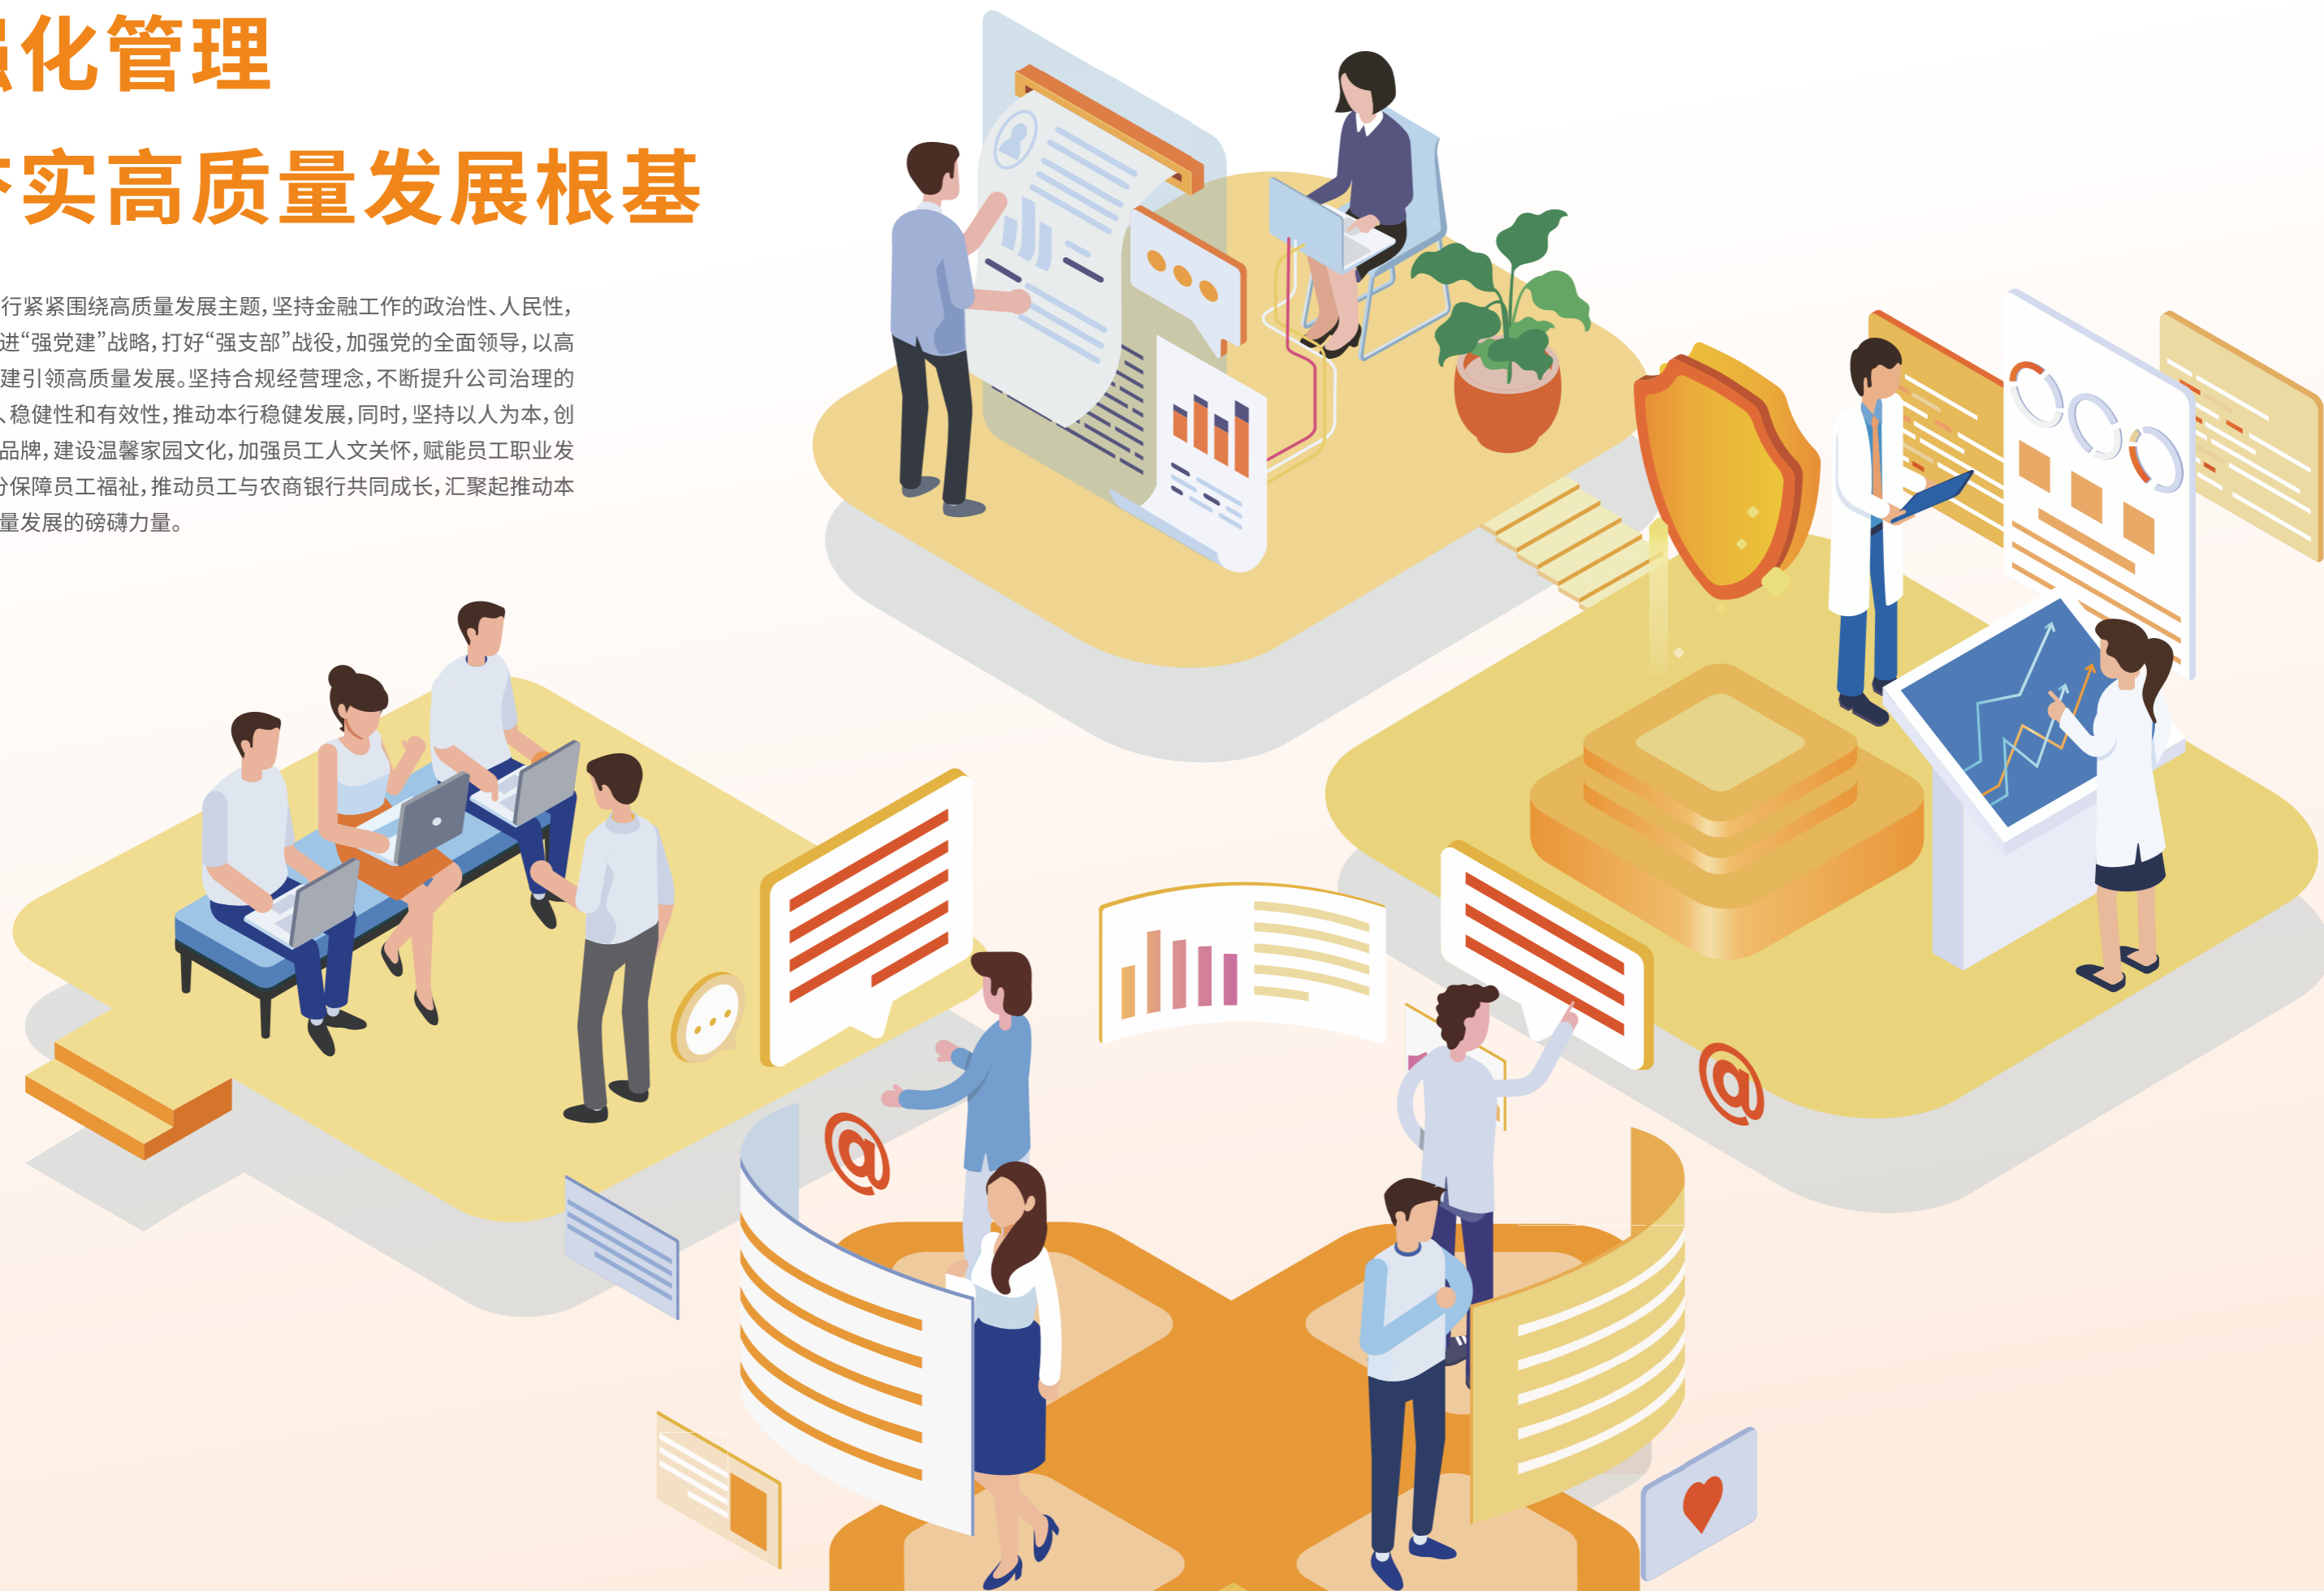 强化管理
夯实高质量发展根基
行紧紧围绕高质量发展主题，坚持金融工作的政治性、人民性，
进“强党建”战略，打好“强支部”战役，加强党的全面领导，以高
建引领高质量发展。坚持合规经营理念，不断提升公司治理的
、稳健性和有效性，推动本行稳健发展，同时，坚持以人为本，创
品牌，建设温馨家园文化，加强员工人文关怀，赋能员工职业发
分保障员工福祉，推动员工与农商银行共同成长，汇聚起推动本
量发展的磅礴力量。
@
@